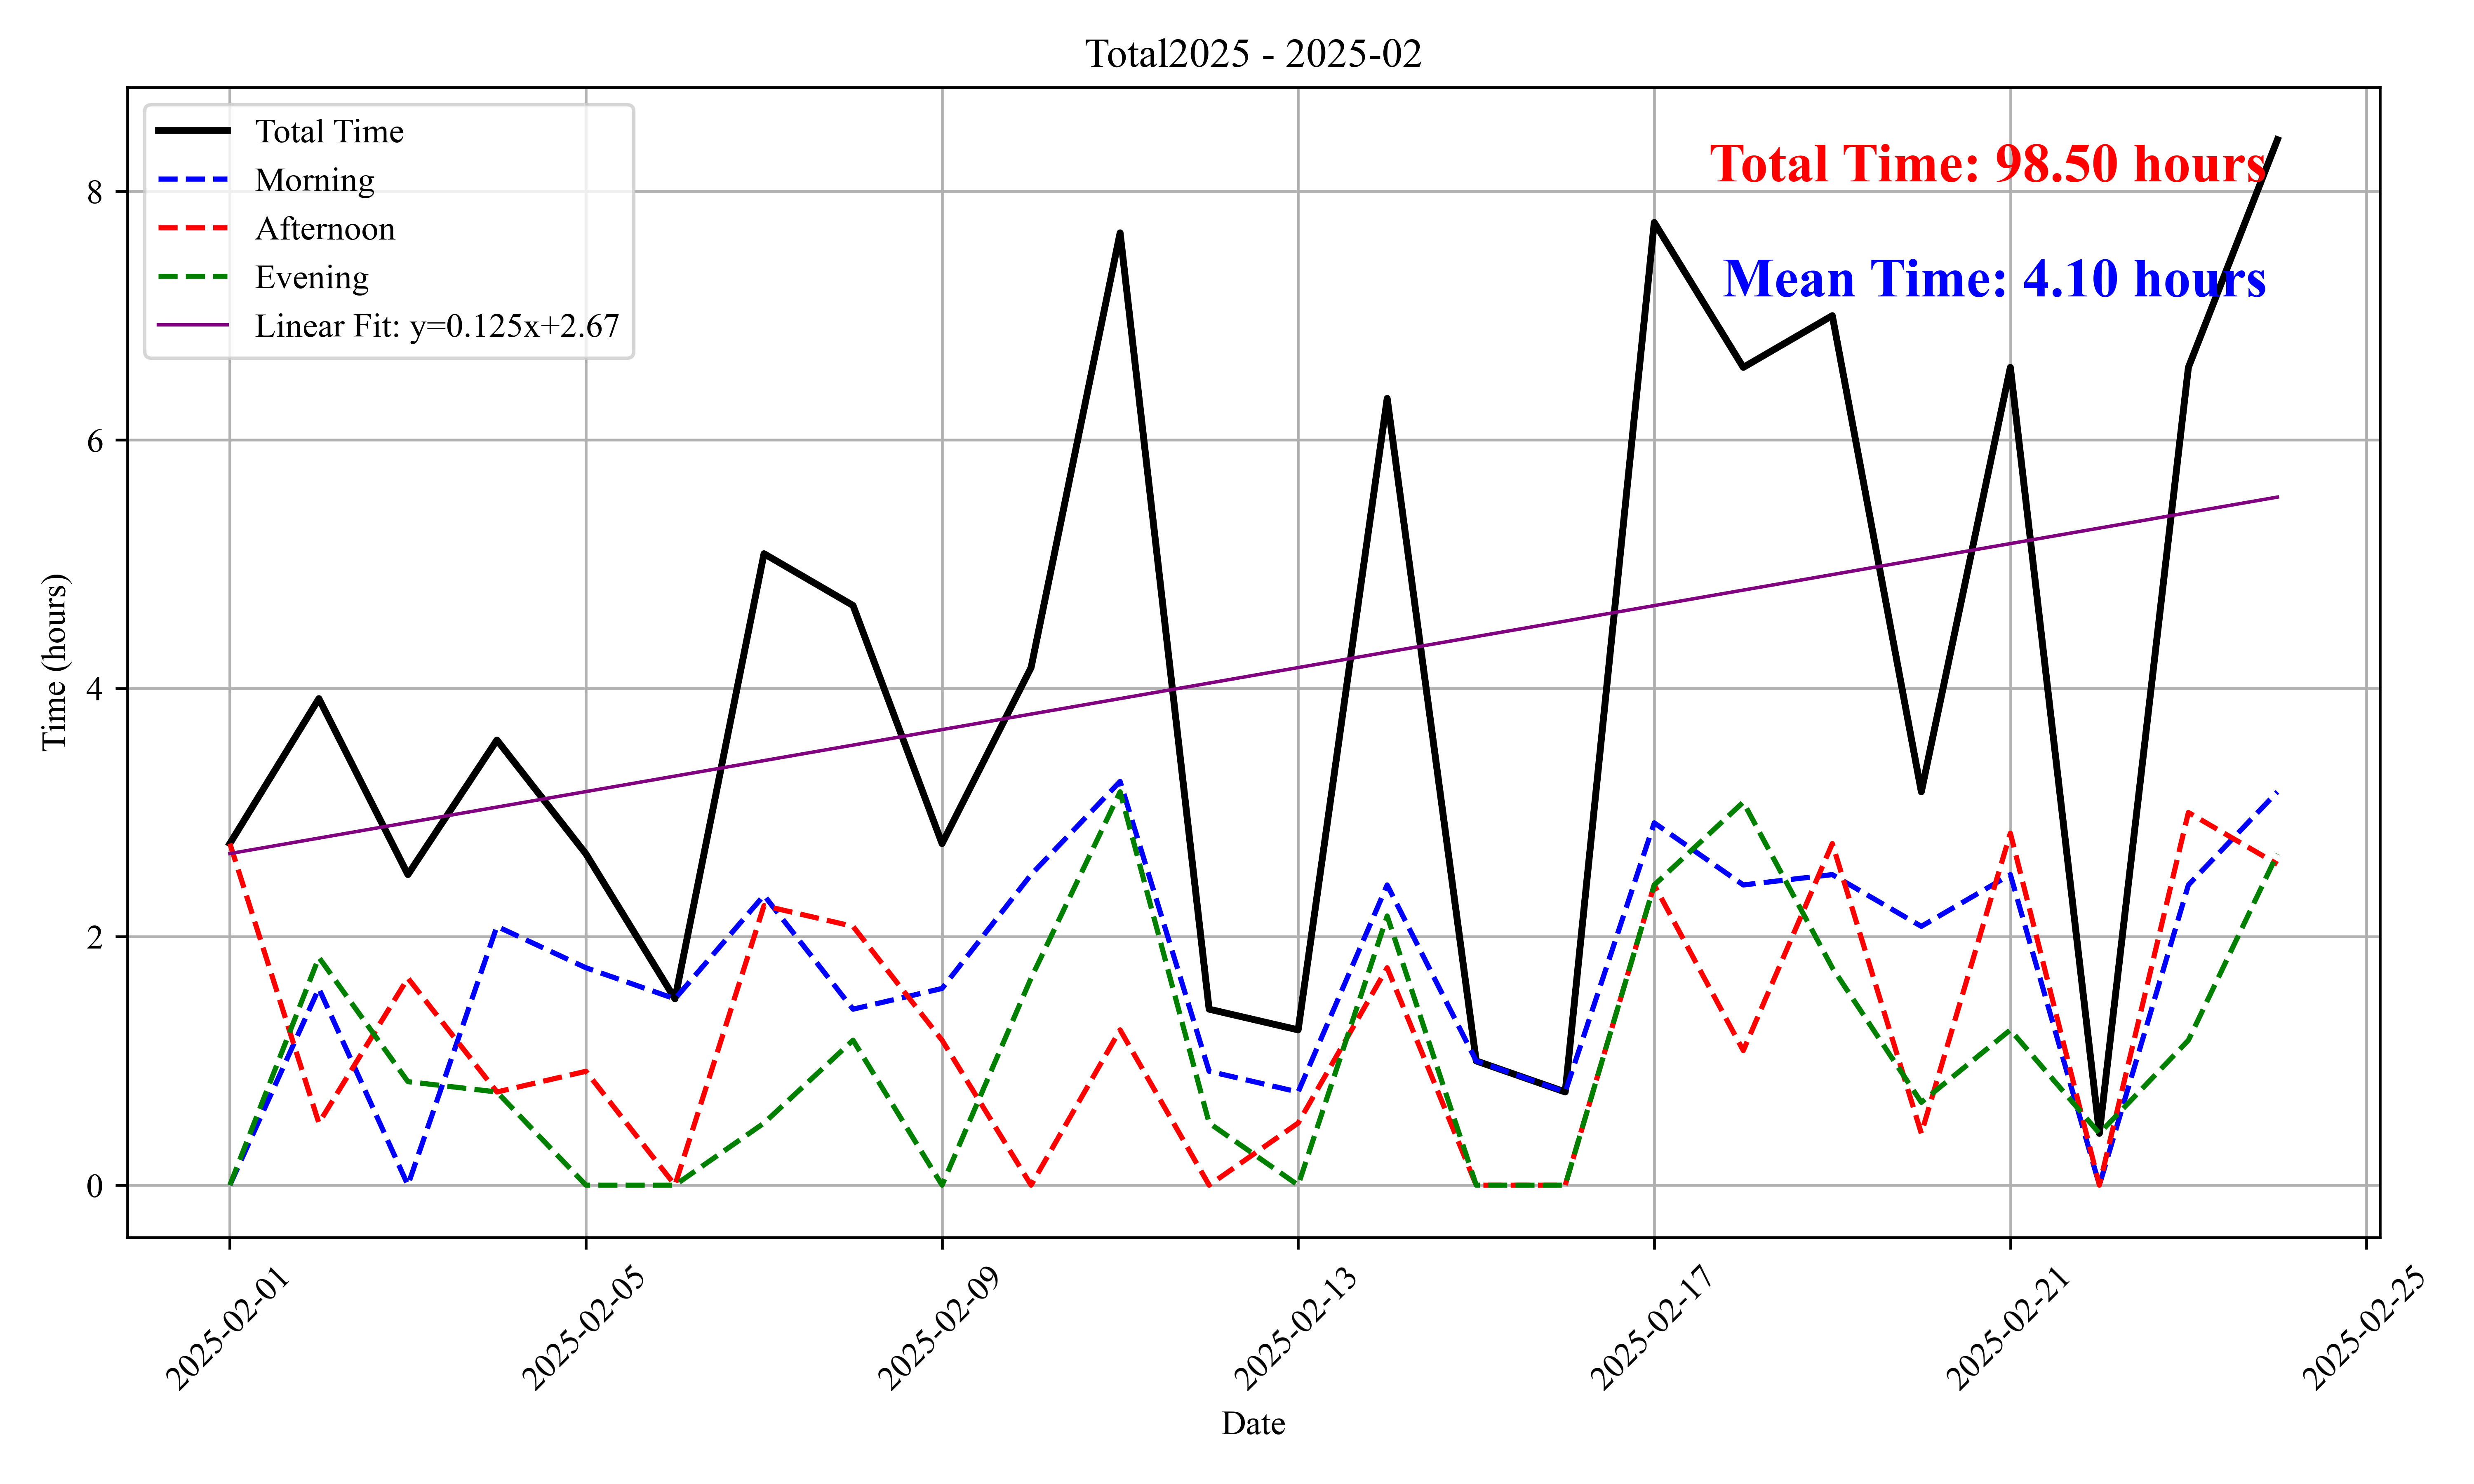 Total2025 - 2025-02
Total Time
Morning
Afternoon
Evening
Linear Fit: y=0.125x+2.67
Total Time: 98.50 hours
Mean Time: 4.10 hours
8
6
4
2
0
Time (hours)
2025-02-01
2025-02-05
2025-02-09
2025-02-13
2025-02-17
2025-02-21
2025-02-25
Date